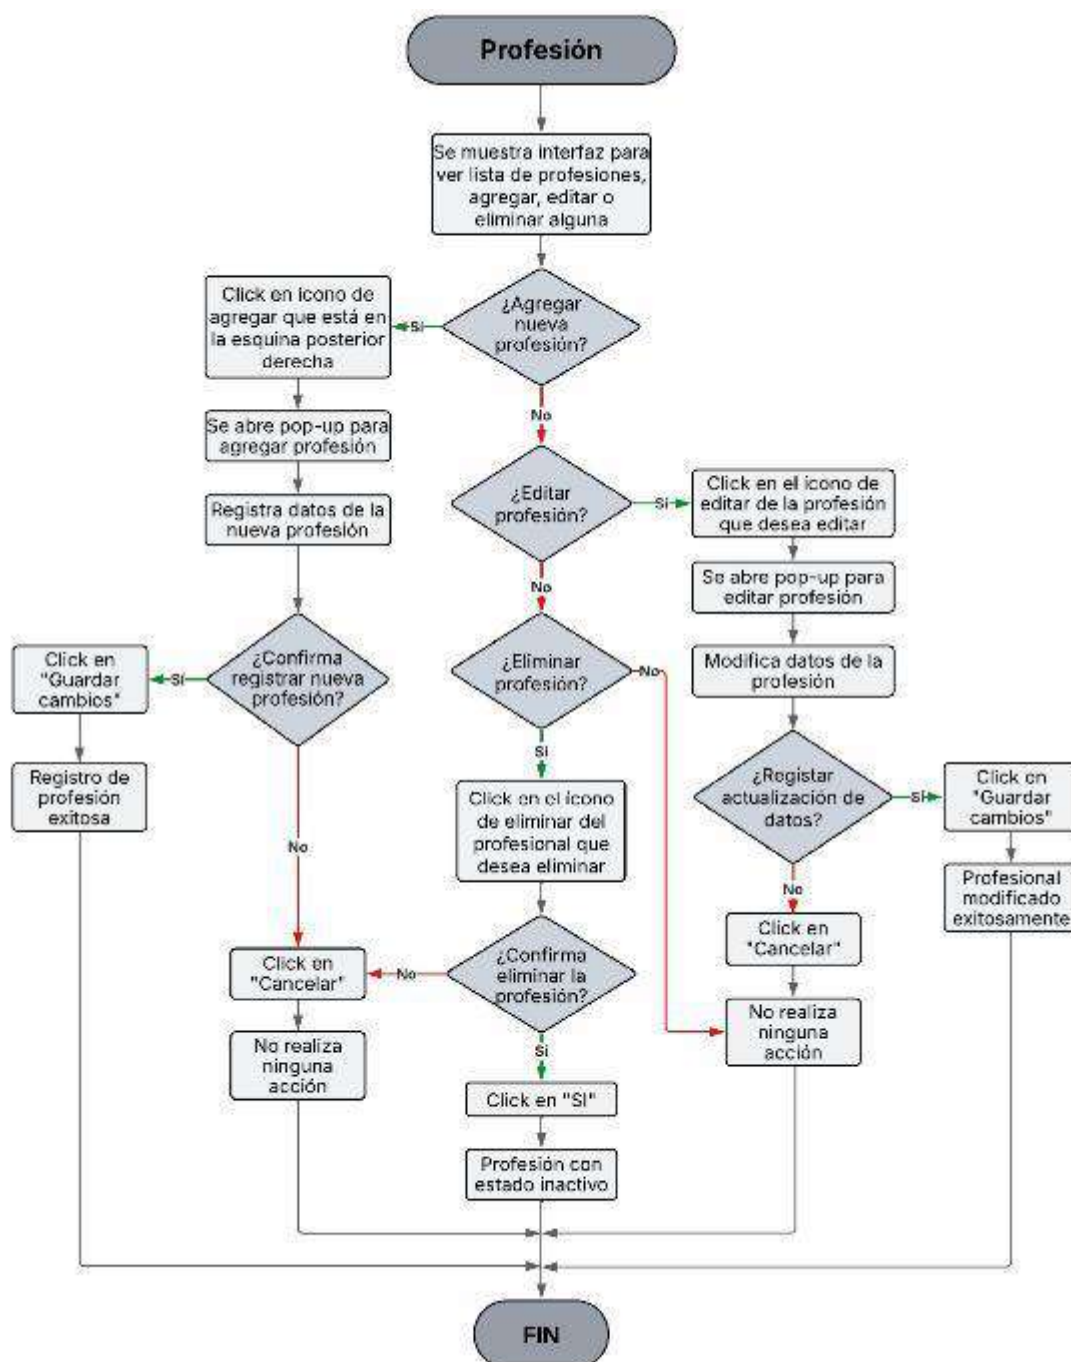 Profesión
Se muestra interfaz para
ver lista de profesiones,
agregar, editar o
eliminar alguna
¿Agregar
nueva
profesión?
Si
Click en ícono de
agregar que está en
la esquina posterior
derecha
Se abre pop-up para
agregar profesión
Registra datos de la
nueva profesión
¿Confirma
registrar nueva
profesión?
Sí
Click en
"Guardar
cambios"
Registro de
profesión
exitosa
No
Click en
"Cancelar"
No realiza
ninguna
acción
No
¿Editar
profesión?
Si
Click en el ícono de
editar de la profesión
que desea editar
Se abre pop-up para
editar profesión
Modifica datos de la
profesión
¿Registar
actualización de
datos?
Sí
Click en
"Guardar
cambios"
Profesional
modificado
exitosamente
No
Click en
"Cancelar"
No realiza
ninguna
acción
No
¿Eliminar
profesión?
No
Si
Click en el ícono
de eliminar del
profesional que
desea eliminar
¿Confirma
eliminar la
profesión?
No
Si
Click en "SI"
Profesión con
estado inactivo
FIN